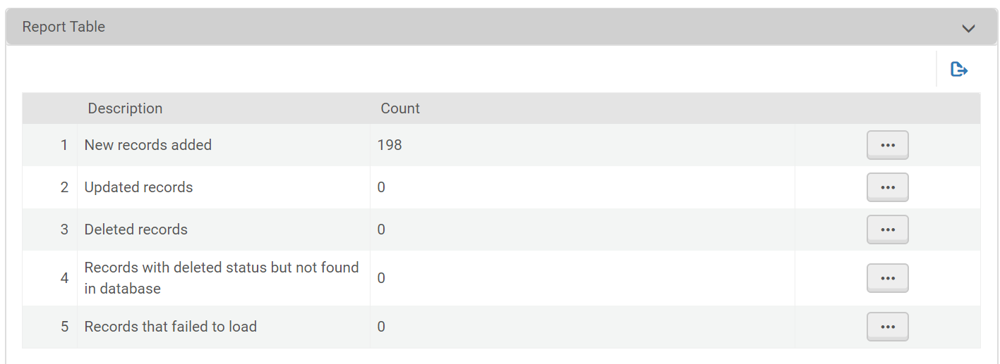 Report Table
Description Count
1 New records added 198 •••
2 Updated records 0 •••
3 Deleted records 0 •••
4 Records with deleted status but not found in database 0 •••
5 Records that failed to load 0 •••